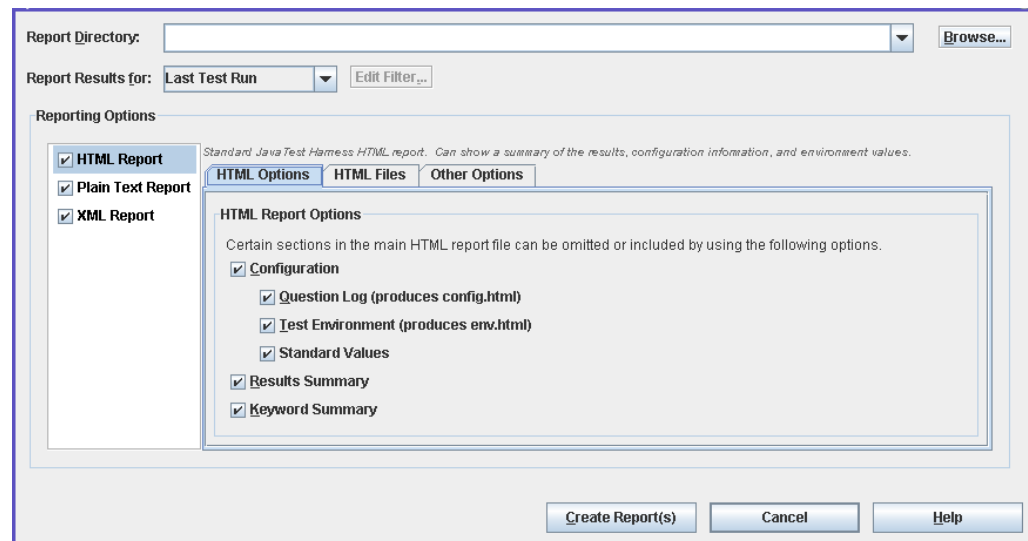 Report Directory: Browse...
Report Results for: Last Test Run Edit Filter...
Reporting Options
HTML Report
Plain Text Report
XML Report
Standard JavaTest Harness HTML report. Can show a summary of the results, configuration information, and environment values.
HTML Options HTML Files Other Options
HTML Report Options
Certain sections in the main HTML report file can be omitted or included by using the following options.
Configuration
Question Log (produces config.html)
Test Environment (produces env.html)
Standard Values
Results Summary
Keyword Summary
Create Report(s) Cancel Help